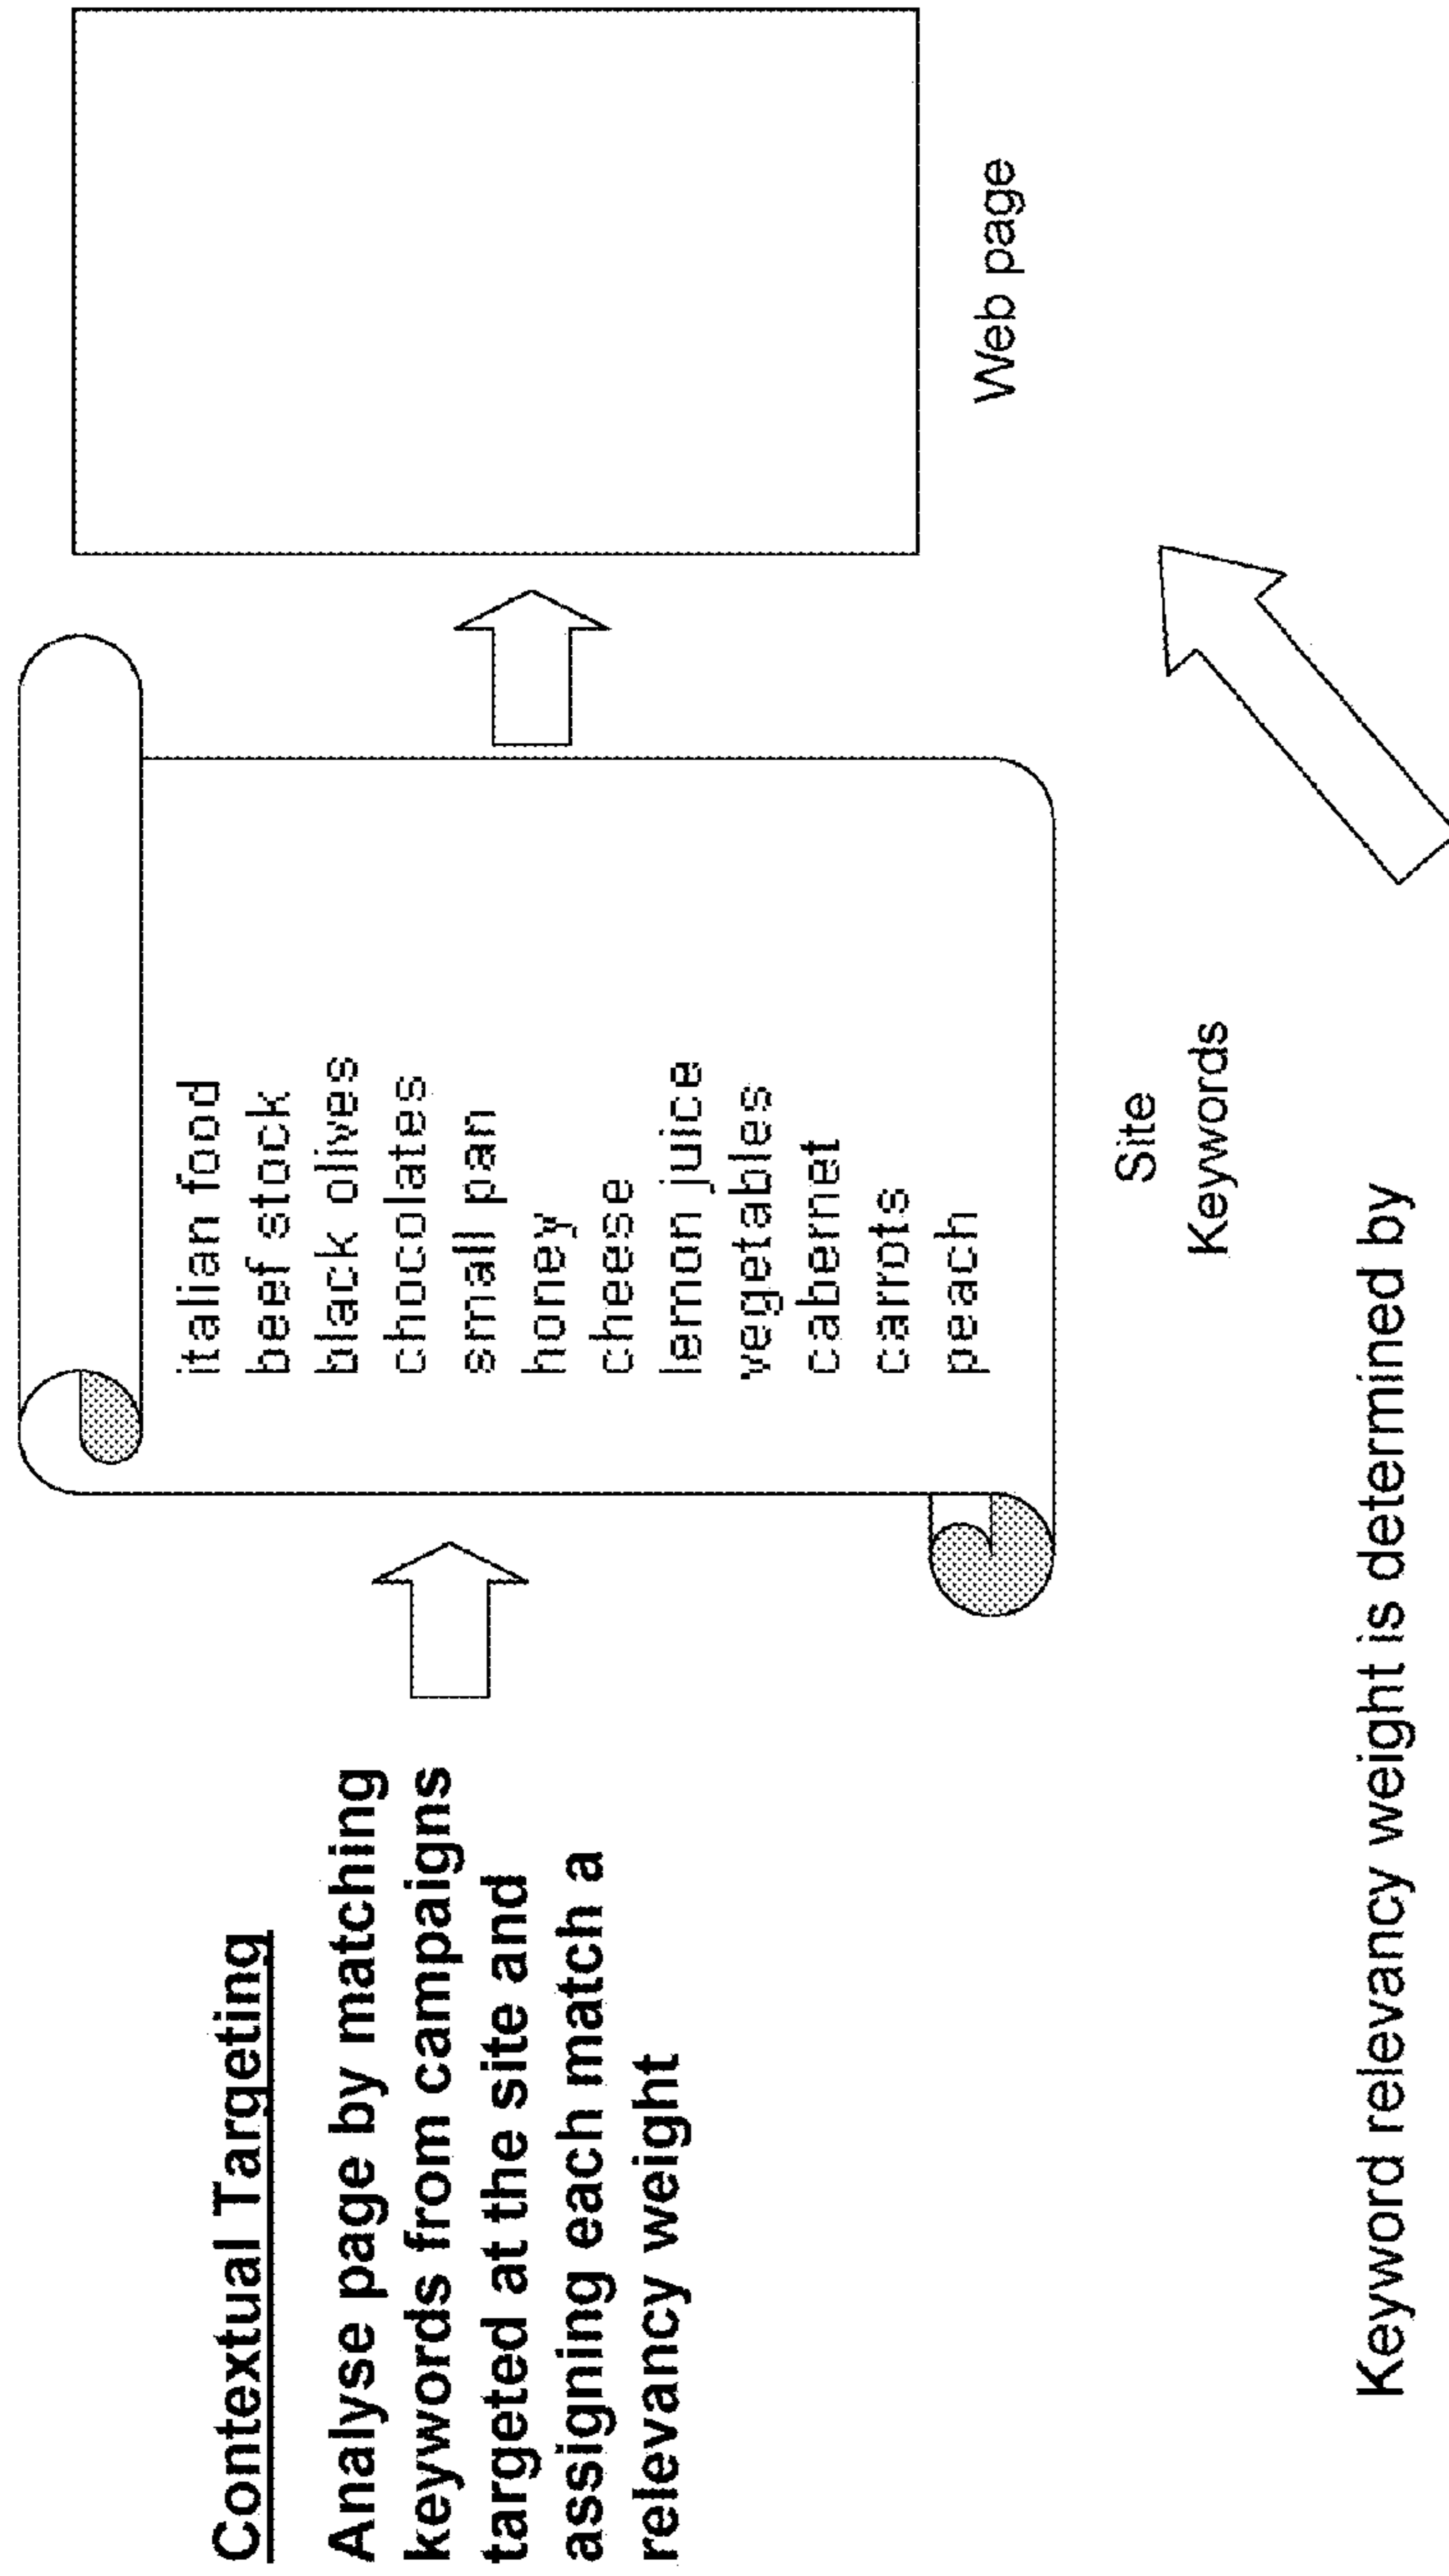 Contextual Targeting
Analyse page by matching
keywords from campaigns
targeted at the site and
assigning each match a
relevancy weight
italian food
beef stock
black olives
chocolates
small pan
honey
cheese
lemon juice
vegetables
cabernet
carrots
peach
Site
Keywords
Web page
Keyword relevancy weight is determined by